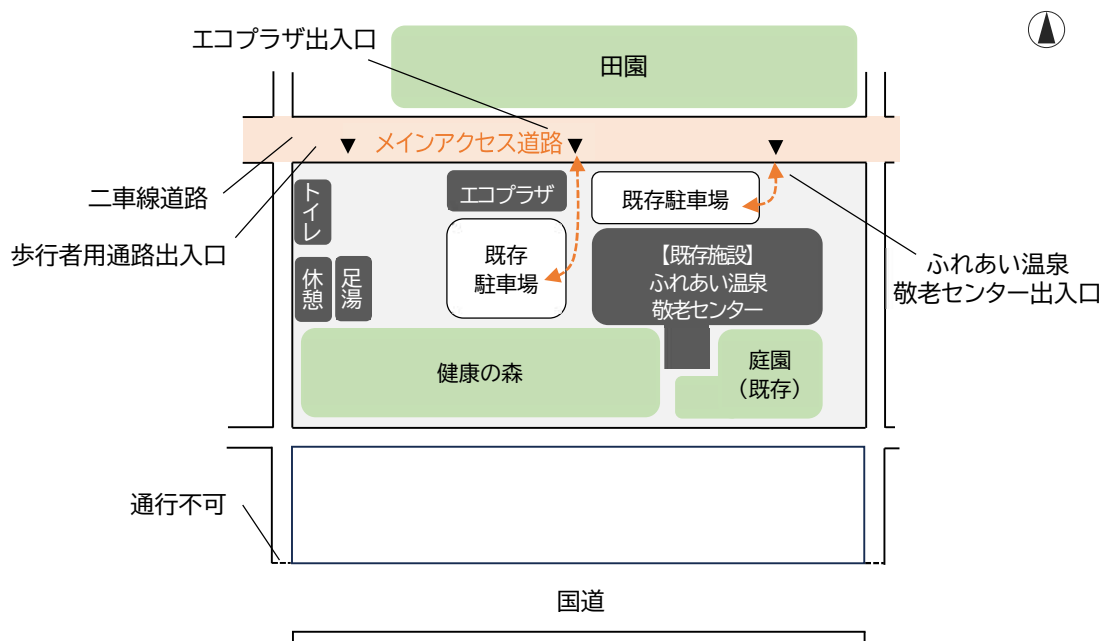 エコプラザ出入口
田園
メインアクセス道路
二車線道路
歩行者用通路出入口
トイレ
エコプラザ
既存駐車場
既存
駐車場
【既存施設】
ふれあい温泉
敬老センター
ふれあい温泉
敬老センター出入口
休憩
足湯
健康の森
庭園
（既存）
通行不可
国道